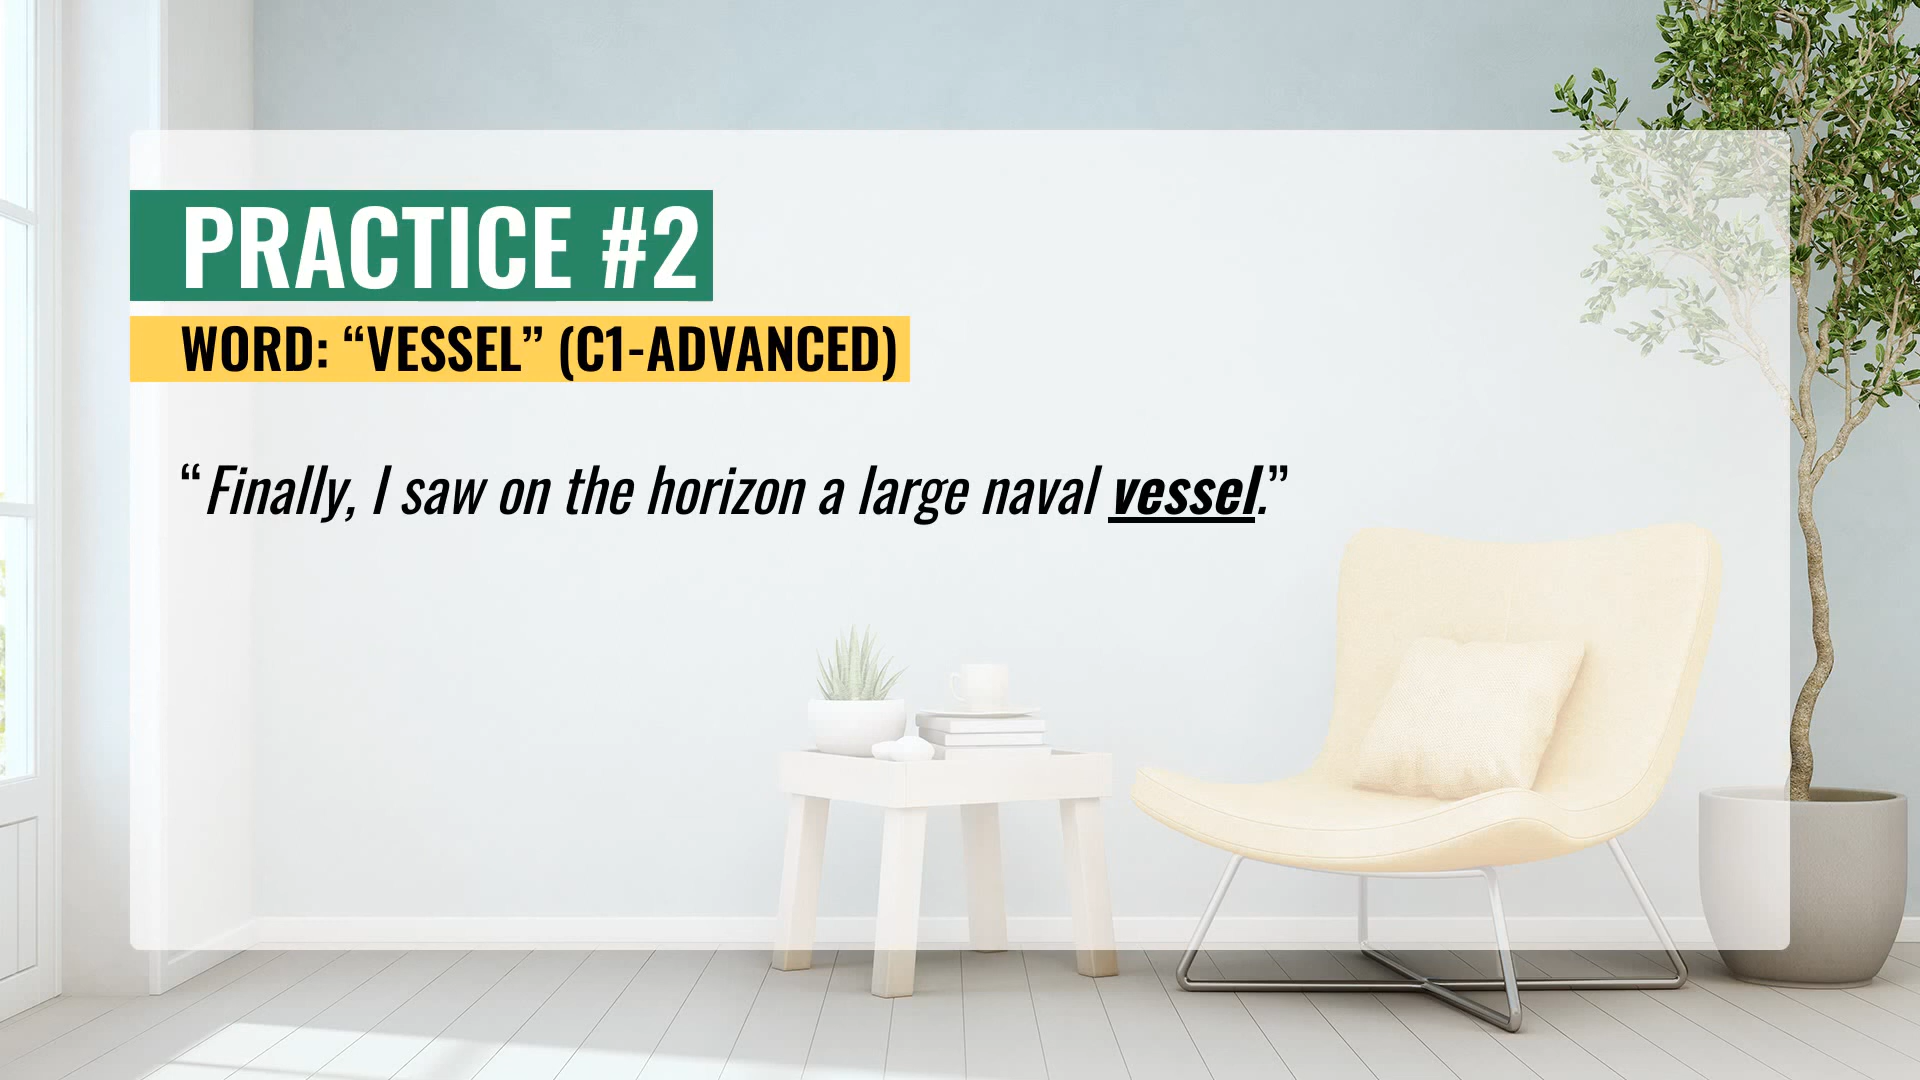 PRACTICE #2
WORD: “VESSEL” (C1-ADVANCED)
“Finally, I saw on the horizon a large naval vessel.”